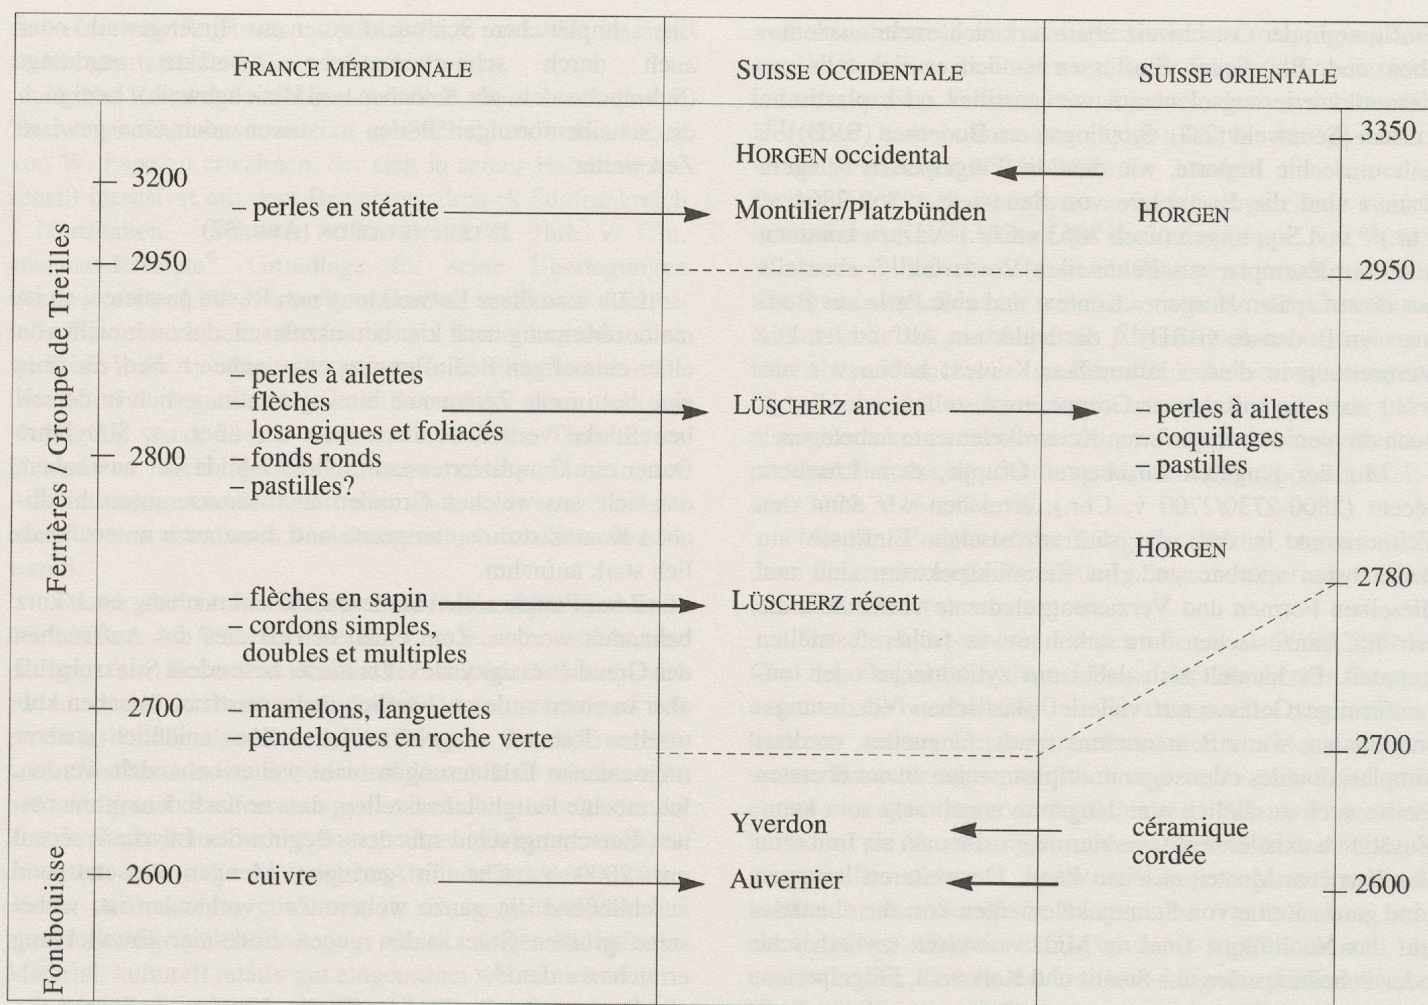 FRANCE MÉRIDIONALE
3200
– perles en stéatite
2950
– perles à ailettes
– flèches
losangiques et foliacés
2800
– fonds ronds
– pastilles?
– flèches en sapin
– cordons simples,
doubles et multiples
2700
– mamelons, languettes
– pendeloques en roche verte
2600
– cuivre
Ferrières Groupe de Treilles
Fontbouisse
SUISSE OCCIDENTALE
HORGEN occidental
Montilier/Platzbünden
LÜSCHERZ ancien
LÜSCHERZ récent
Yverdon
Auvernier
SUISSE ORIENTALE
3350
HORGEN
2950
– perles à ailettes
– coquillages
– pastilles
HORGEN
2780
2700
céramique
cordée
2600